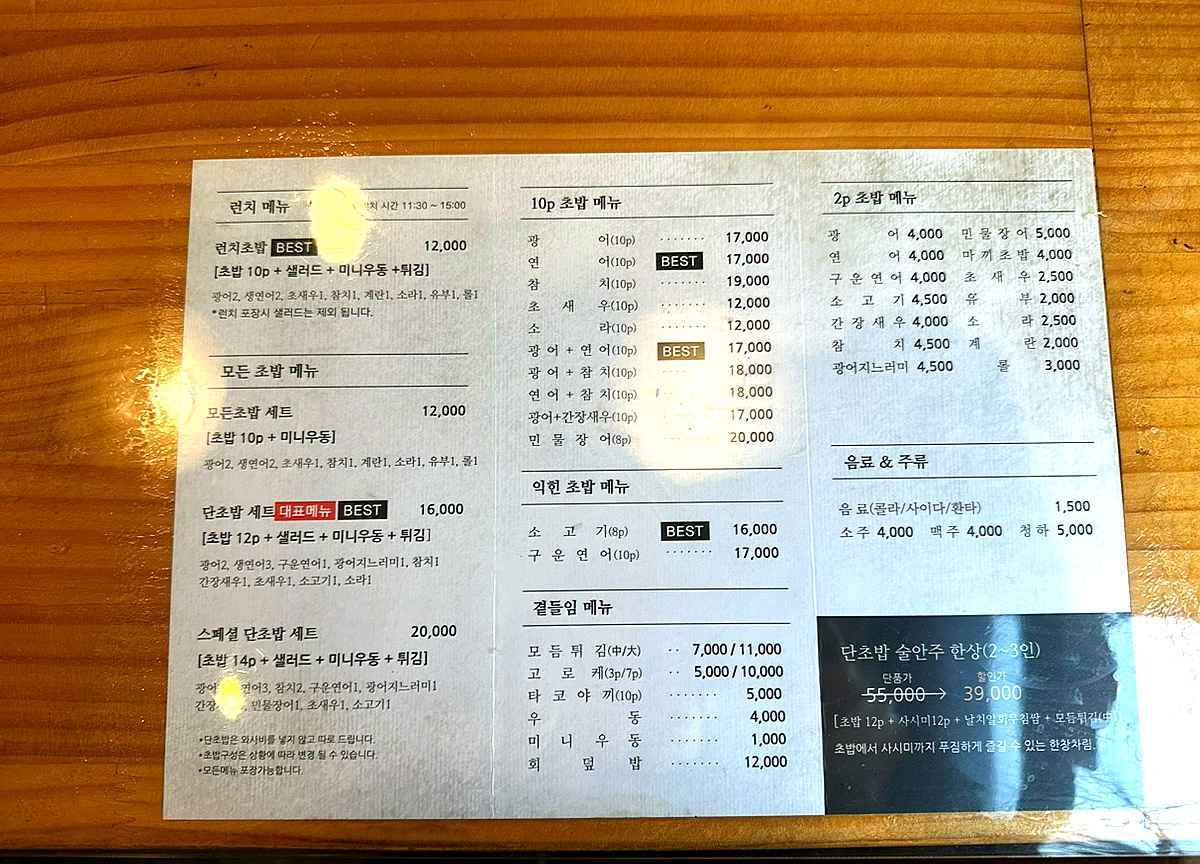 런치 메뉴
시간 11:30 ~ 15:00
런치초밥 BEST 12,000
[초밥 10p + 샐러드 + 미니우동 +튀김]
광어2, 생연어2, 초새우1, 참치1, 계란1, 소라1, 유부1, 롤1
*런치 포장시 샐러드는 제외 됩니다.
모든 초밥 메뉴
모든초밥 세트 12,000
[초밥 10p + 미니우동]
광어2, 생연어2, 초새우1, 참치1, 계란1, 소라1, 유부1, 롤1
단초밥 세트 대표메뉴 BEST 16,000
[초밥 12p + 샐러드 + 미니우동 + 튀김]
광어2, 생연어3, 구운연어1, 광어지느러미1, 참치1
간장새우1, 초새우1, 소고기1, 소라1
스페셜 단초밥 세트 20,000
[초밥 14p + 샐러드 + 미니우동 + 튀김]
연어3, 참치2, 구운연어1, 광어지느러미1
민물장어1, 초새우1, 소고기1
*단초밥은 와사비를 넣지 않고 따로 드립니다.
*초밥구성은 상황에 따라 변경 될 수 있습니다.
*모든메뉴 포장가능합니다.
10p 초밥 메뉴
광 어(10p) ······· 17,000
연 어(10p) BEST 17,000
참 치(10p) ······· 19,000
초 새 우(10p) ······· 12,000
소 라(10p) ······· 12,000
광 어 + 연 어(10p) BEST 17,000
광 어 + 참 치(10p) ···· 18,000
연 어 + 참 치(10p) 18,000
광어+간장새우(10p) 17,000
민 물 장 어(8p) 20,000
익힌 초밥 메뉴
소 고 기(8p) BEST 16,000
구 운 연 어(10p) ······· 17,000
곁들임 메뉴
모 듬 튀 김(中/大) ·· 7,000 / 11,000
고 로 케(3p/7p) ·· 5,000 / 10,000
타 코 야 끼(10p) ······· 5,000
우 동 ······· 4,000
미 니 우 동 ······· 1,000
회 덮 밥 ······· 12,000
2p 초밥 메뉴
광 어 4,000 민 물 장 어 5,000
연 어 4,000 마 끼 초 밥 4,000
구 운 연 어 4,000 초 새 우 2,500
소 고 기 4,500 유 부 2,000
간 장 새 우 4,000 소 라 2,500
참 치 4,500 계 란 2,000
광어지느러미 4,500 롤 3,000
음료 & 주류
음 료(콜라/사이다/환타) 1,500
소 주 4,000 맥 주 4,000 청 하 5,000
단초밥 술안주 한상(2~3인)
단품가 할인가
55,000 → 39,000
[초밥 12p + 사시미12p + 날치알회무침쌈 + 모듬튀김(中)
초밥에서 사시미까지 푸짐하게 즐길 수 있는 한창차림.